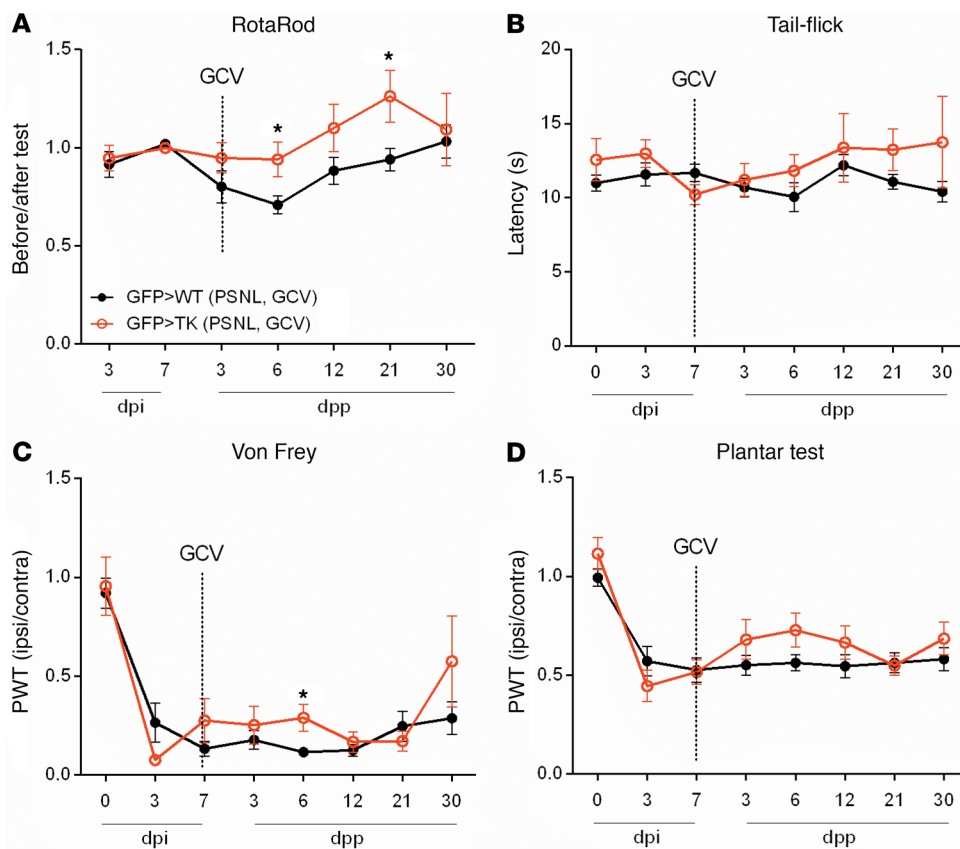 A
RotaRod
Before/after test
1.5
1.0
0.5
0.0
GCV
*
*
GFP>WT (PSNL, GCV)
GFP>TK (PSNL, GCV)
3 7 3 6 12 21 30
dpi dpp
B
Tail-flick
Latency (s)
20
15
10
5
0
GCV
0 3 7 3 6 12 21 30
dpi dpp
C
Von Frey
PWT (ipsi/contra)
1.5
1.0
0.5
0.0
GCV
*
0 3 7 3 6 12 21 30
dpi dpp
D
Plantar test
PWT (ipsi/contra)
1.5
1.0
0.5
0.0
GCV
0 3 7 3 6 12 21 30
dpi dpp